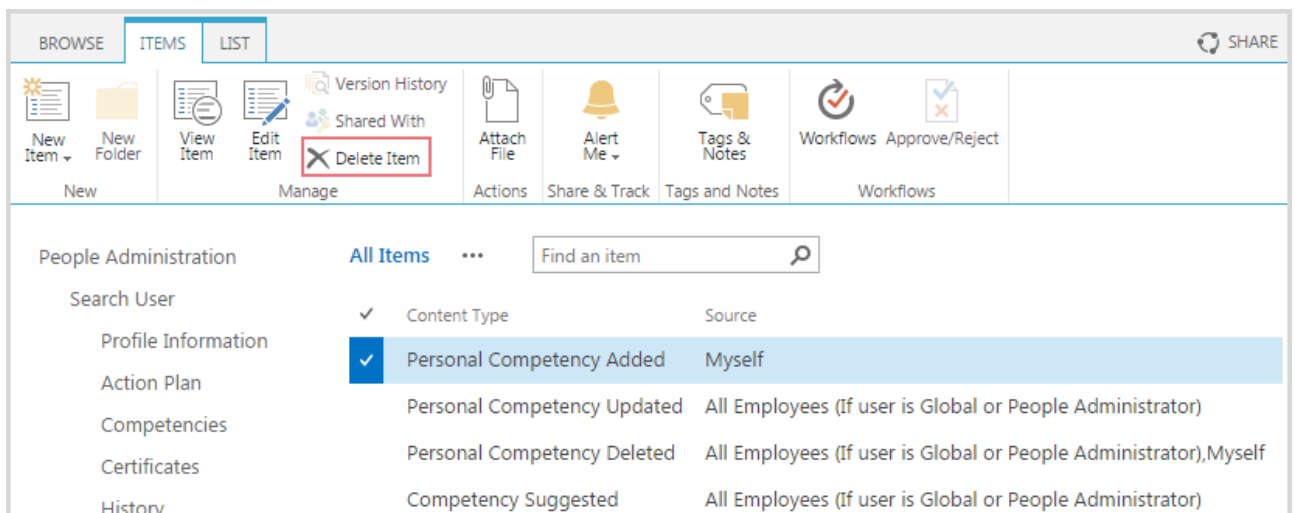 BROWSE ITEMS LIST SHARE
New Item New Folder View Item Edit Item Version History Shared With Delete Item Attach File Alert Me Tags & Notes Workflows Approve/Reject
New Manage Actions Share & Track Tags and Notes Workflows
People Administration
Search User
Profile Information
Action Plan
Competencies
Certificates
History
All Items ... Find an item
Content Type Source
Personal Competency Added Myself
Personal Competency Updated All Employees (If user is Global or People Administrator)
Personal Competency Deleted All Employees (If user is Global or People Administrator),Myself
Competency Suggested All Employees (If user is Global or People Administrator)